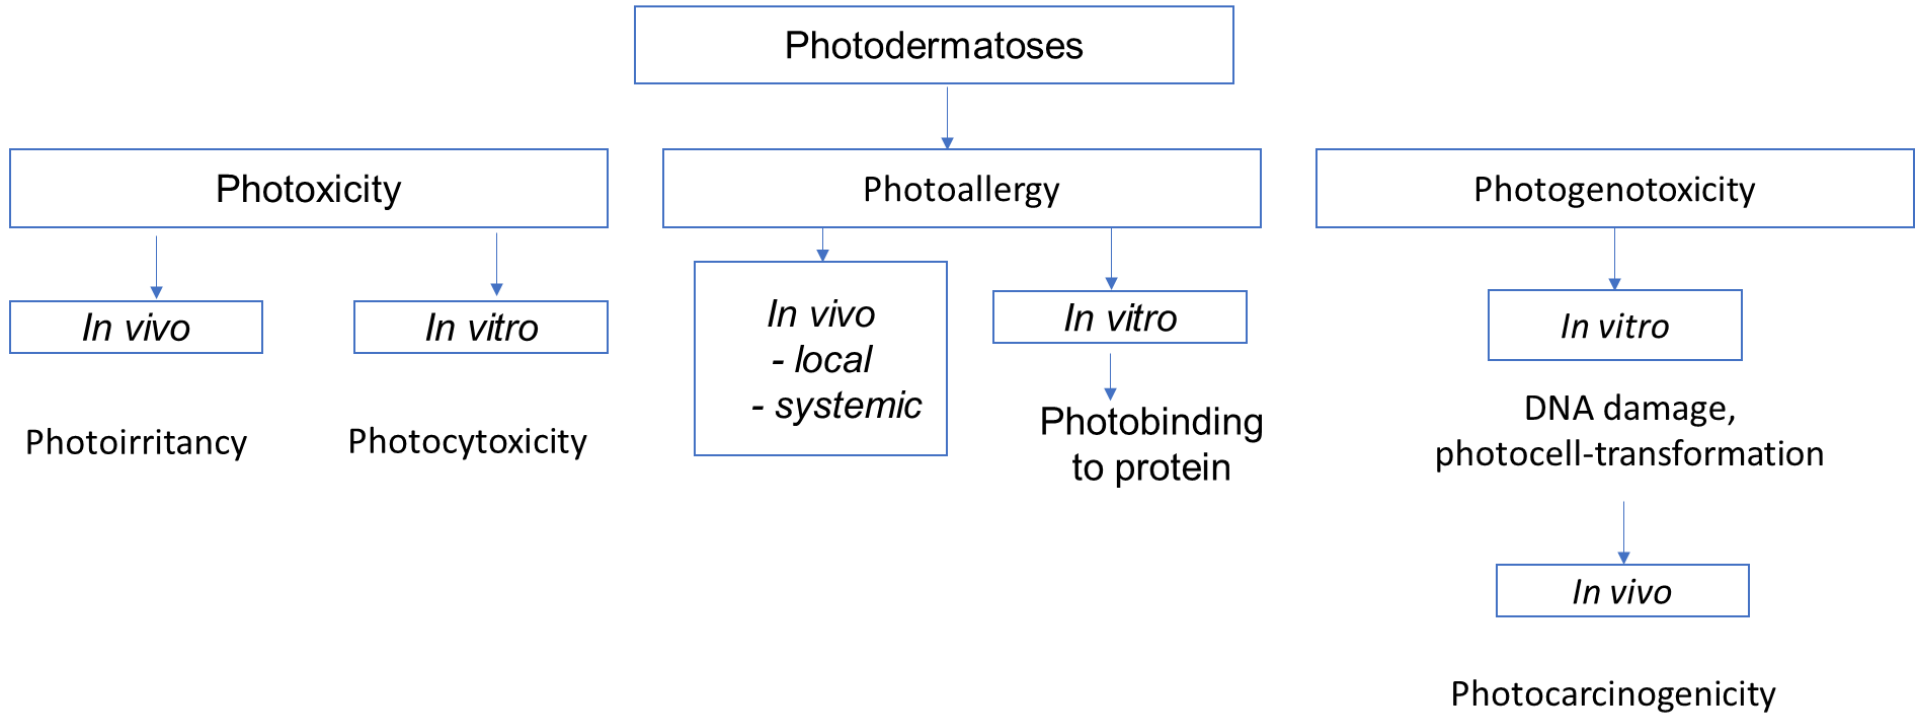 Photodermatoses
Photoxicity
Photoallergy
Photogenotoxicity
In vivo
In vitro
In vivo
- local
- systemic
In vitro
In vitro
Photoirritancy
Photocytoxicity
Photobinding
to protein
DNA damage,
photocell-transformation
In vivo
Photocarcinogenicity